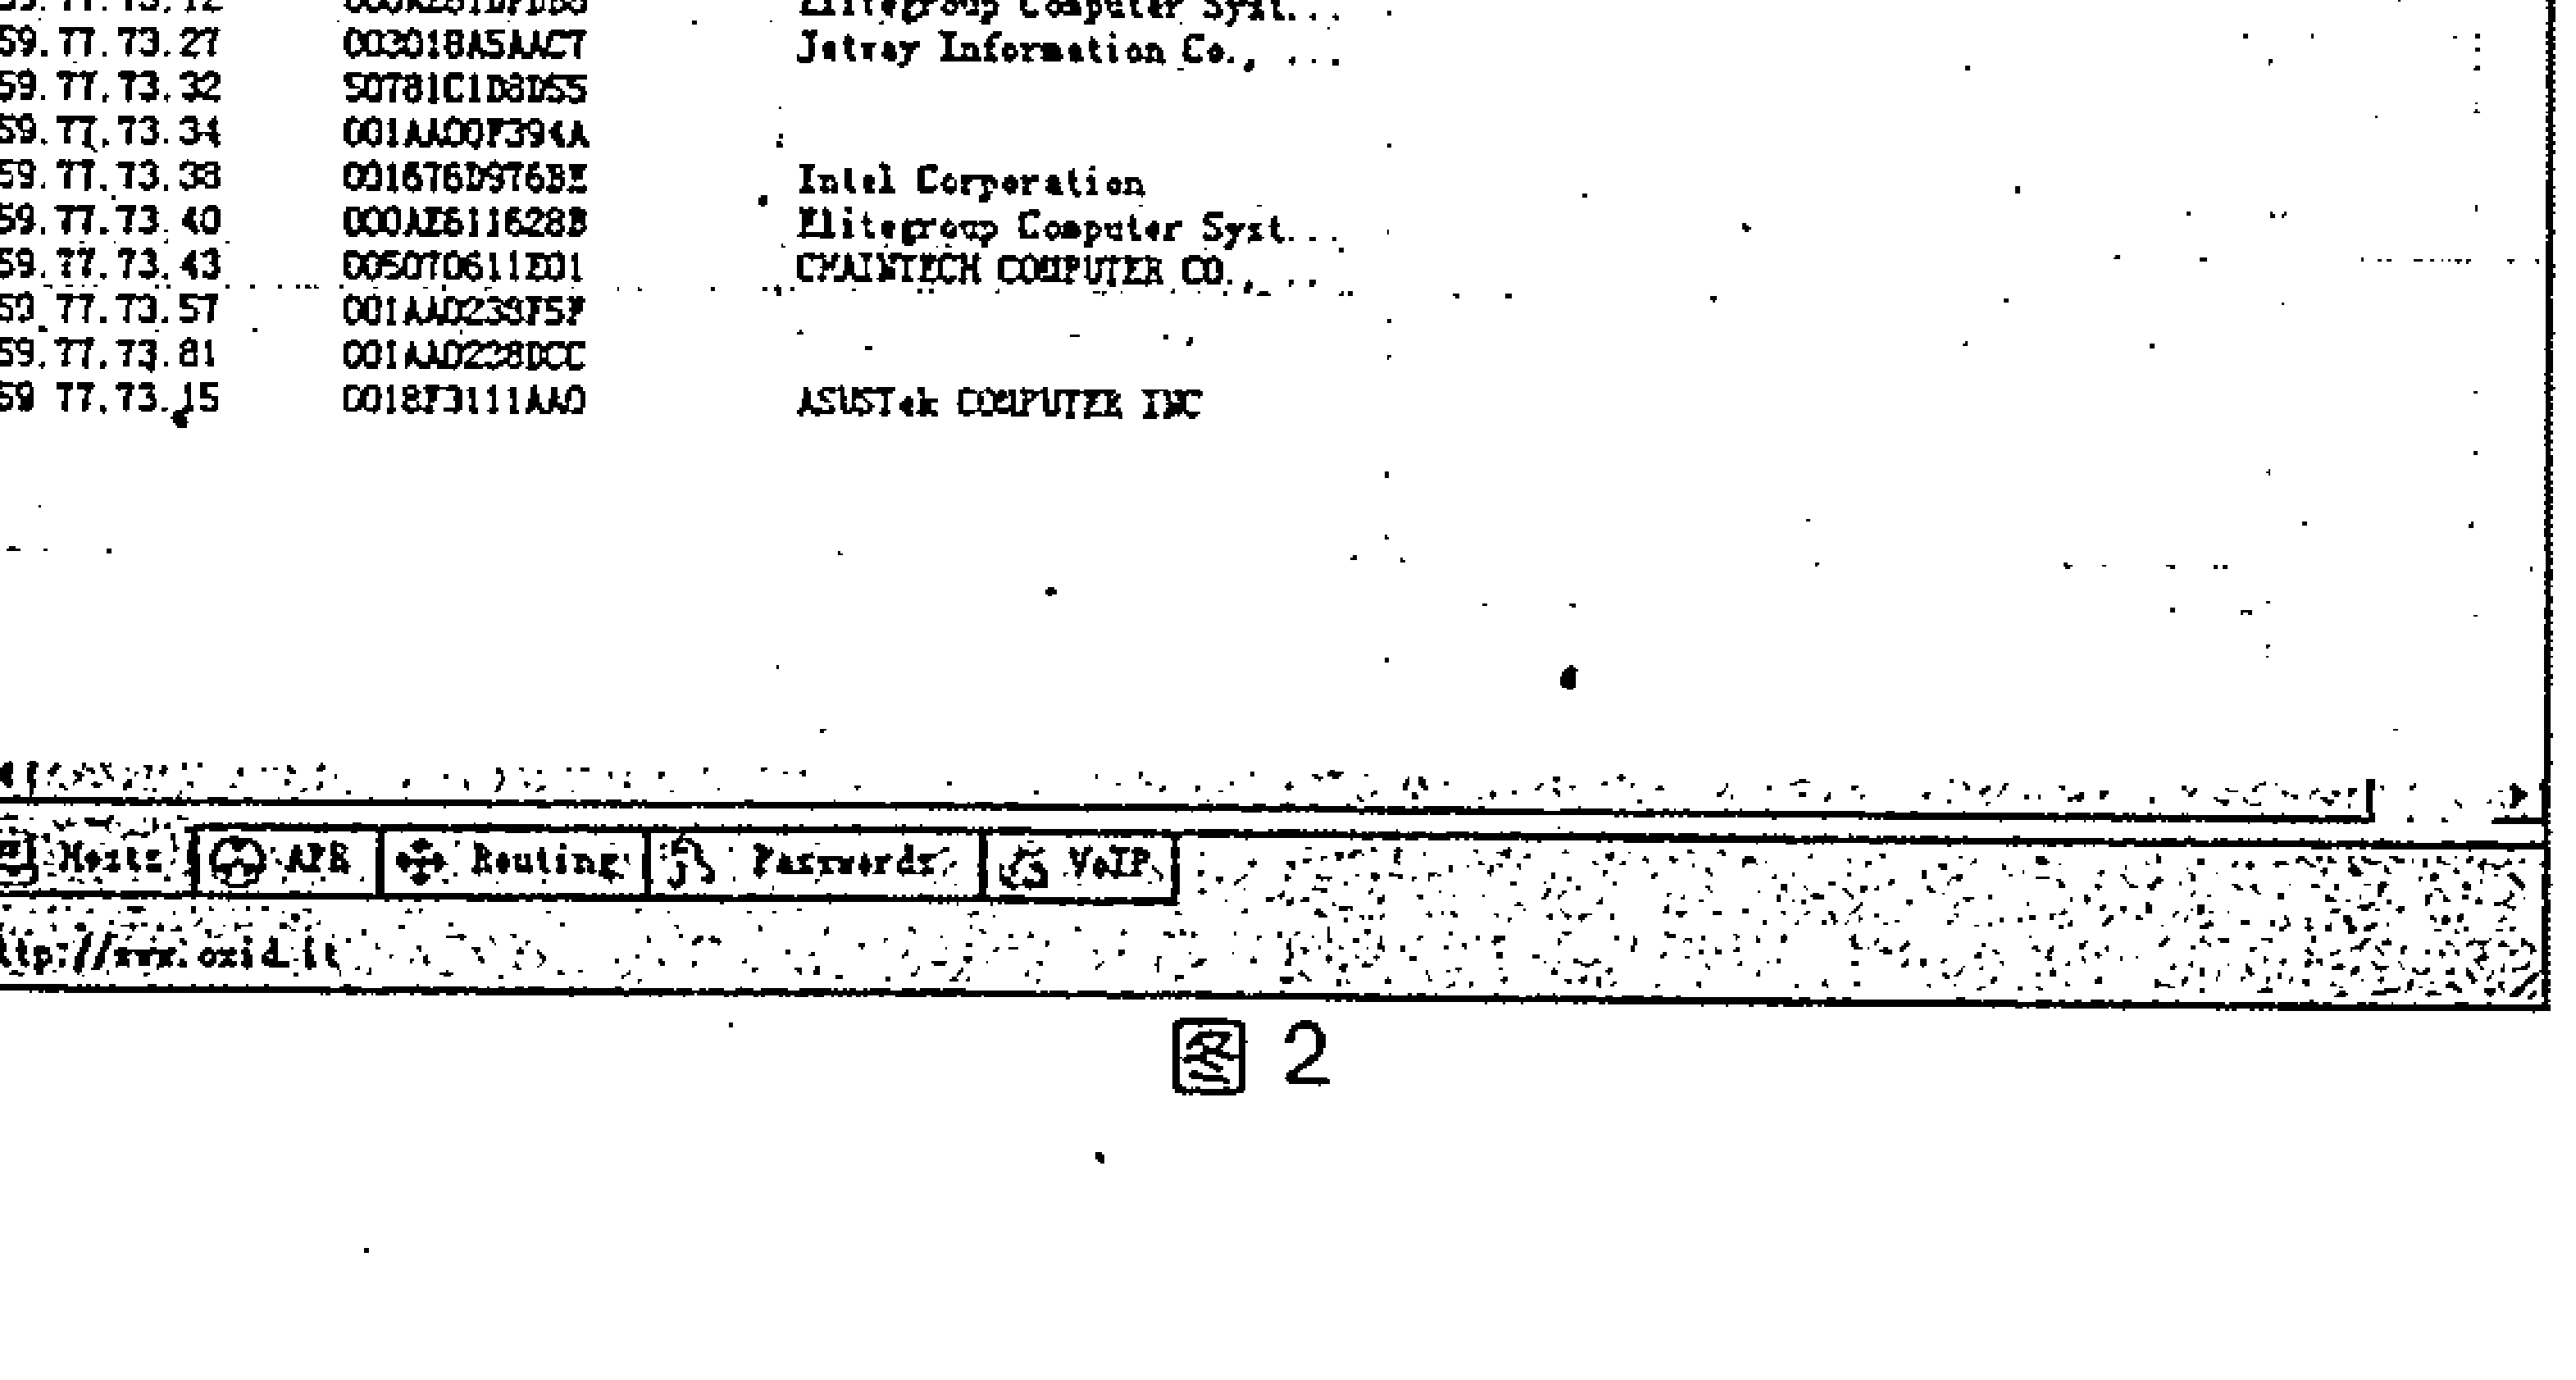 59.77.73.27 003018A5AAC7 Jetway Information Co., ...
59.77.73.32 50781C1D8D55
59.77.73.34 001AA00F394A
59.77.73.38 001676D976BE Intel Corporation
59.77.73.40 000AE611628B Elitegroup Computer Syst...
59.77.73.43 005070611E01 CHAINTECH COMPUTER CO., ...
59 77.73.57 001AA0239F5F
59.77.73.81 001AA0228DCC
59 77.73.15 0018F3111AA0 ASUSTek COMPUTER INC
Hosts APR Routing Passwords VoIP
ttp://www.oxid.it
图 2